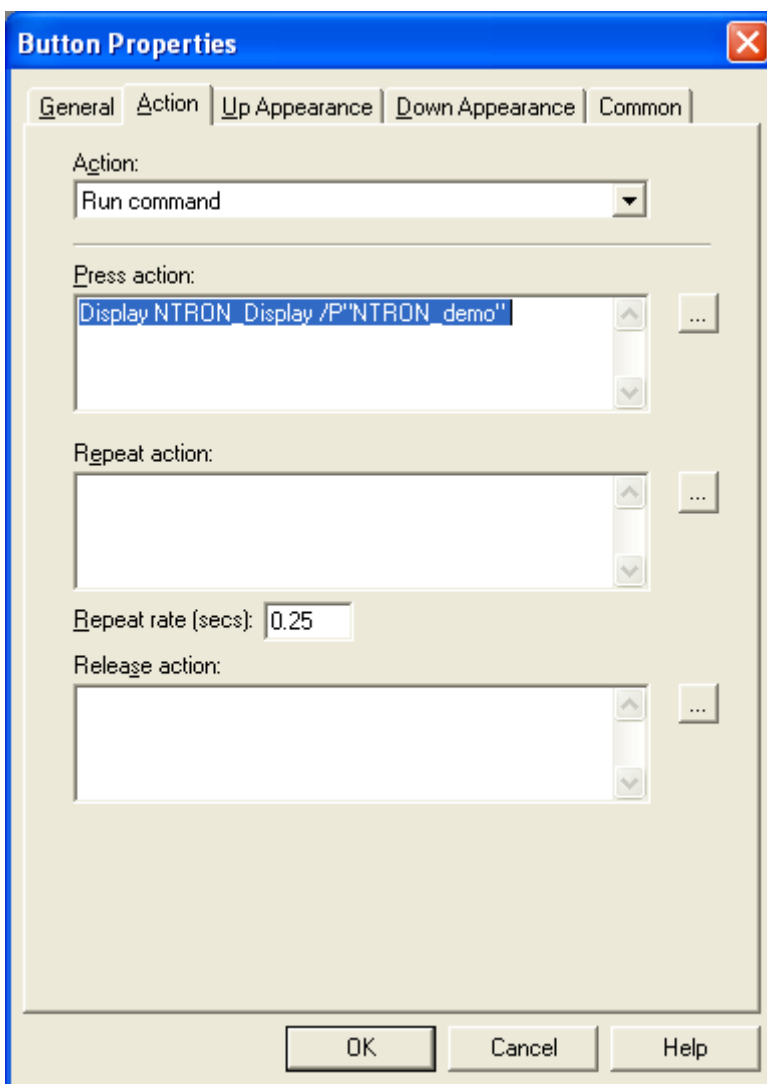 Button Properties
General Action Up Appearance Down Appearance Common
Action:
Run command
Press action:
Display NTRON_Display /P"NTRON_demo"
...
Repeat action:
...
Repeat rate (secs): 0.25
Release action:
...
OK Cancel Help